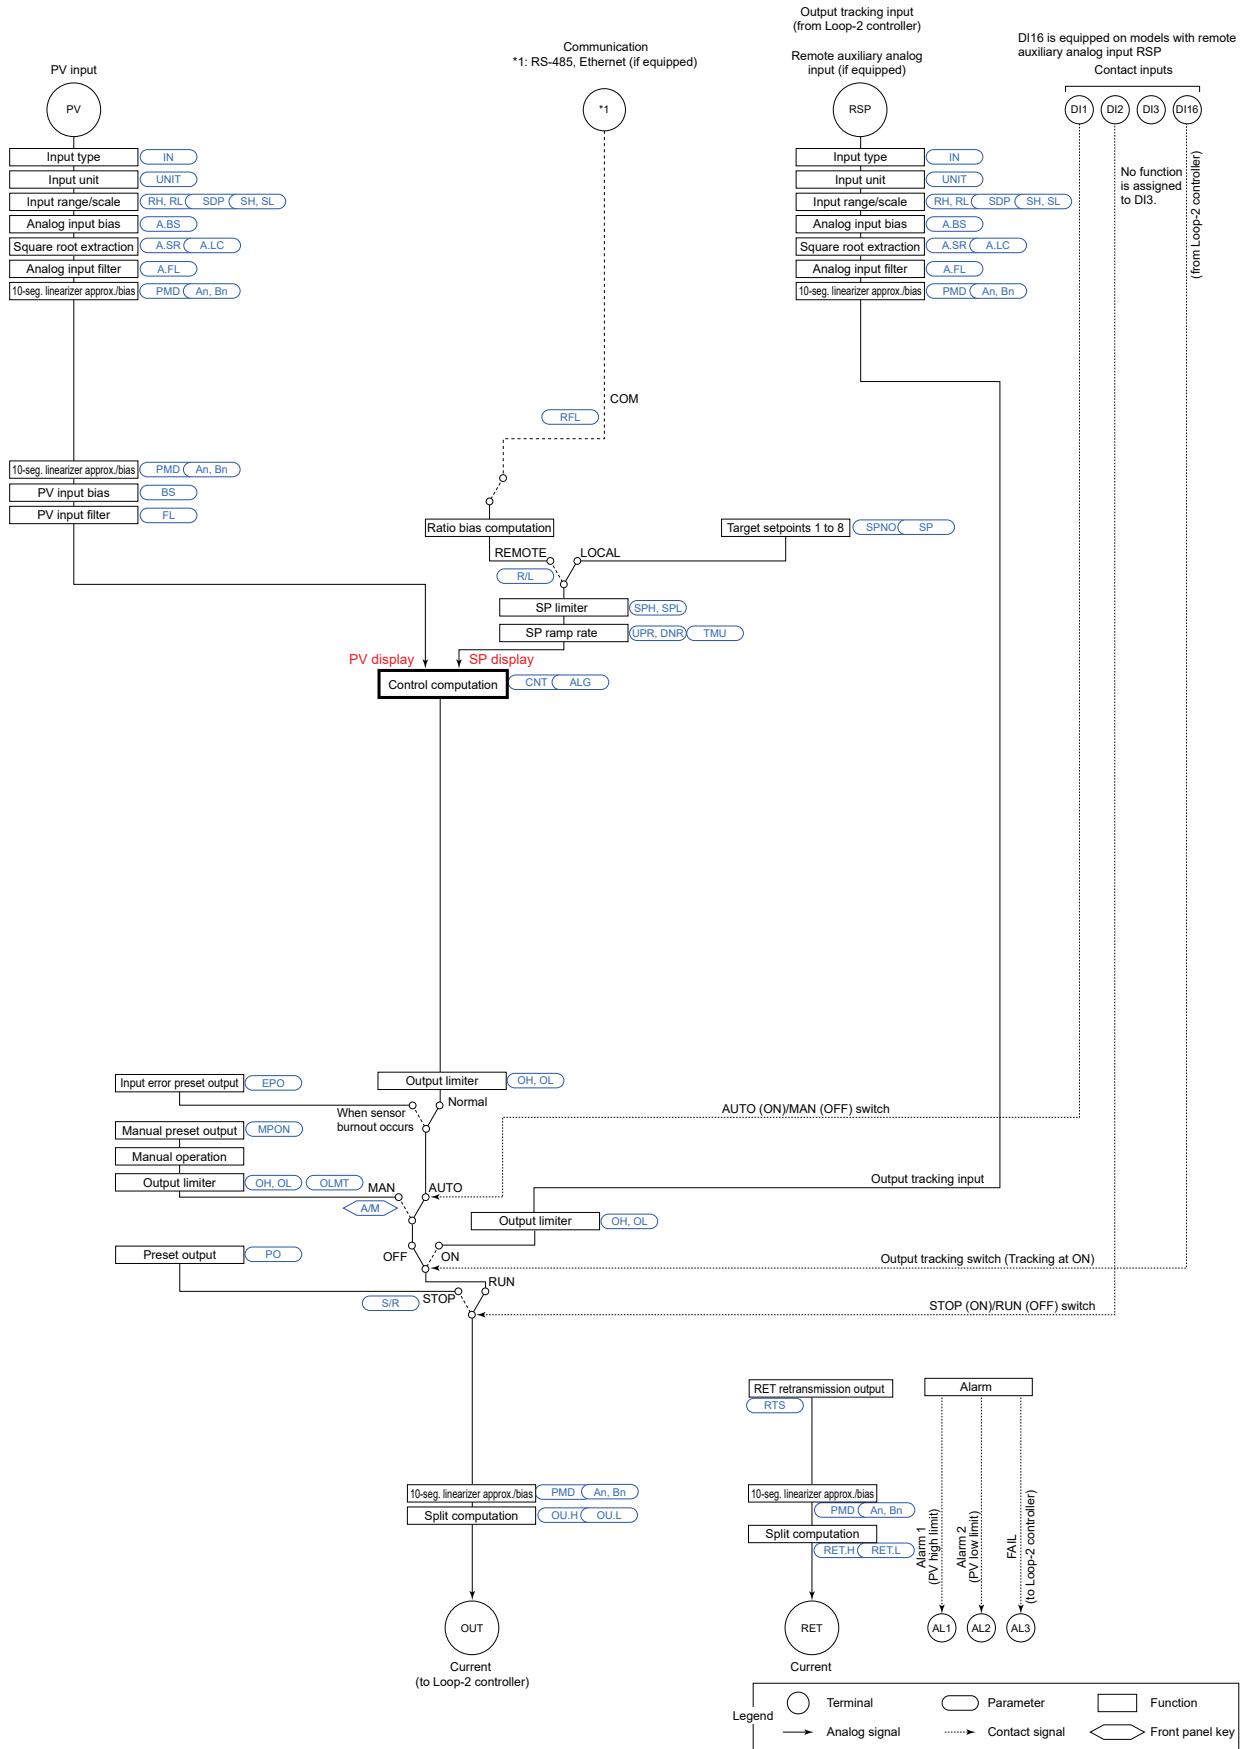 Output tracking input
(from Loop-2 controller)
Communication
*1: RS-485, Ethernet (if equipped)
DI16 is equipped on models with remote
auxiliary analog input RSP
PV input
Remote auxiliary analog
input (if equipped)
Contact inputs
PV
*1
RSP
DI1
DI2
DI3
DI16
Input type
IN
Input unit
UNIT
Input range/scale
RH, RL
SDP
SH, SL
Analog input bias
A.BS
Square root extraction
A.SR
A.LC
Analog input filter
A.FL
10-seg. linearizer approx./bias
PMD
An, Bn
Input type
IN
Input unit
UNIT
Input range/scale
RH, RL
SDP
SH, SL
Analog input bias
A.BS
Square root extraction
A.SR
A.LC
Analog input filter
A.FL
10-seg. linearizer approx./bias
PMD
An, Bn
No function
is assigned
to DI3.
(from Loop-2 controller)
COM
RFL
10-seg. linearizer approx./bias
PMD
An, Bn
PV input bias
BS
PV input filter
FL
Ratio bias computation
Target setpoints 1 to 8
SPNO
SP
REMOTE
LOCAL
R/L
SP limiter
SPH, SPL
SP ramp rate
UPR, DNR
TMU
PV display
SP display
Control computation
CNT
ALG
Input error preset output
EPO
Output limiter
OH, OL
When sensor
burnout occurs
Normal
AUTO (ON)/MAN (OFF) switch
Manual preset output
MPON
Manual operation
Output limiter
OH, OL
OLMT
MAN
AUTO
A/M
Output tracking input
Output limiter
OH, OL
Preset output
PO
OFF
ON
Output tracking switch (Tracking at ON)
RUN
STOP
S/R
STOP (ON)/RUN (OFF) switch
RET retransmission output
RTS
Alarm
10-seg. linearizer approx./bias
PMD
An, Bn
Split computation
OU.H
OU.L
10-seg. linearizer approx./bias
PMD
An, Bn
Split computation
RET.H
RET.L
Alarm 1
(PV high limit)
Alarm 2
(PV low limit)
FAIL
(to Loop-2 controller)
OUT
RET
AL1
AL2
AL3
Current
(to Loop-2 controller)
Current
Legend
Terminal
Parameter
Function
Analog signal
Contact signal
Front panel key